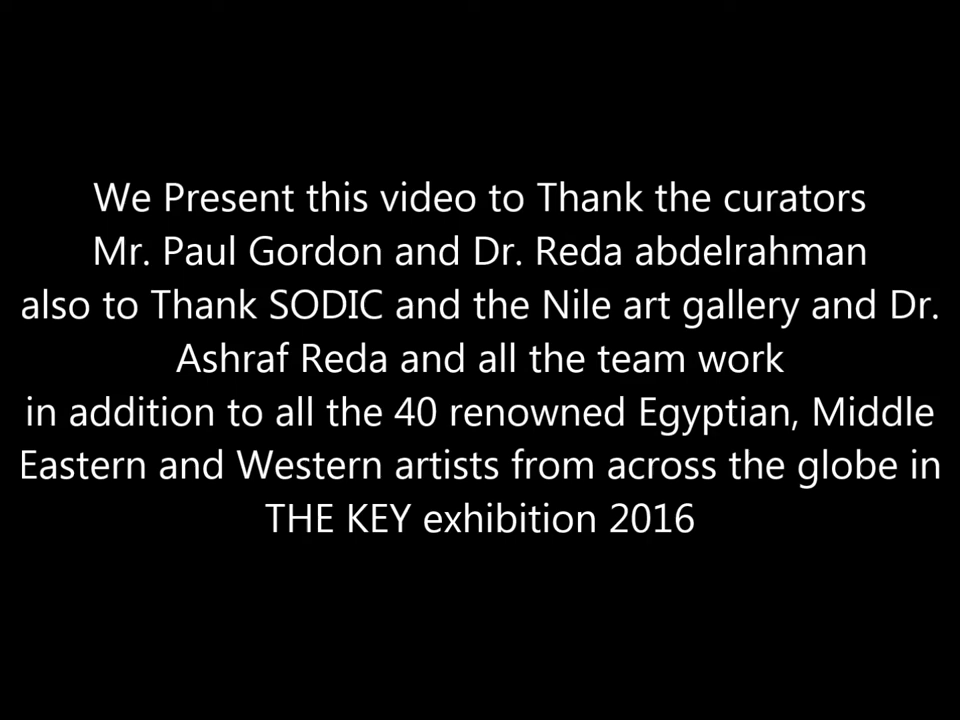 We Present this video to Thank the curators
Mr. Paul Gordon and Dr. Reda abdelrahman
also to Thank SODIC and the Nile art gallery and Dr.
Ashraf Reda and all the team work
in addition to all the 40 renowned Egyptian, Middle
Eastern and Western artists from across the globe in
THE KEY exhibition 2016